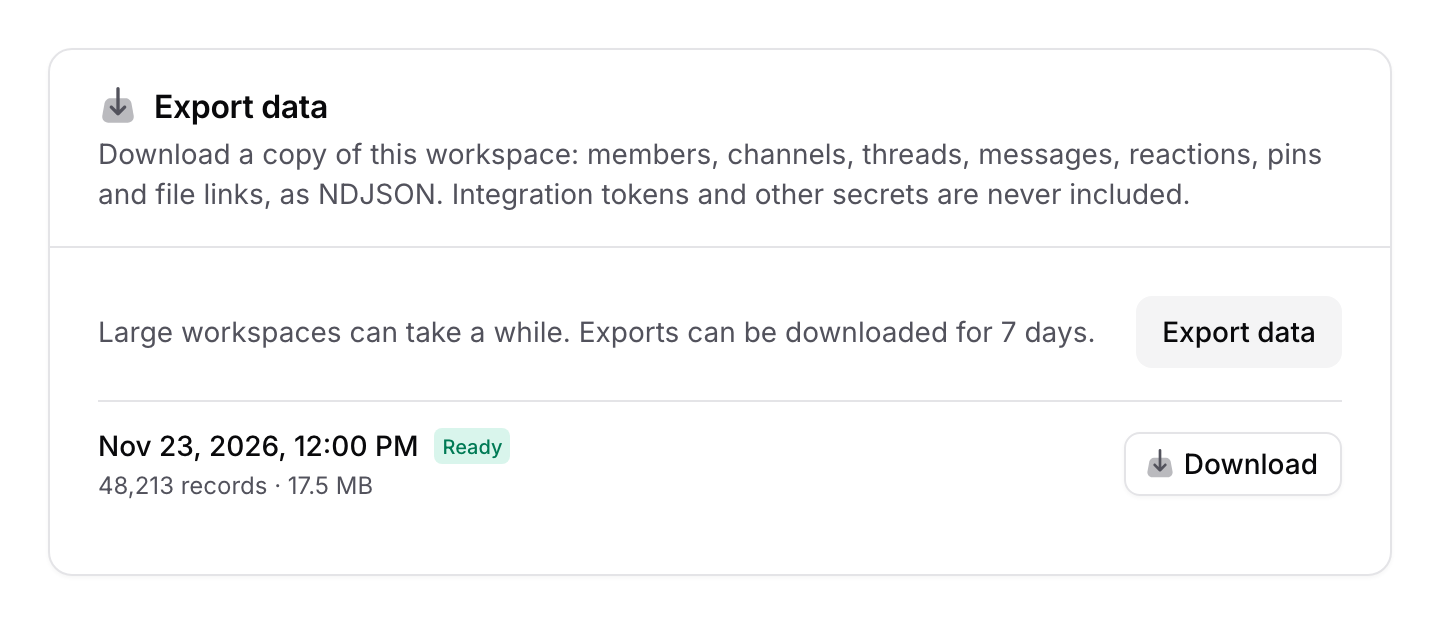 Export data
Download a copy of this workspace: members, channels, threads, messages, reactions, pins
and file links, as NDJSON. Integration tokens and other secrets are never included.
Large workspaces can take a while. Exports can be downloaded for 7 days.
Export data
Nov 23, 2026, 12:00 PM Ready
48,213 records · 17.5 MB
Download